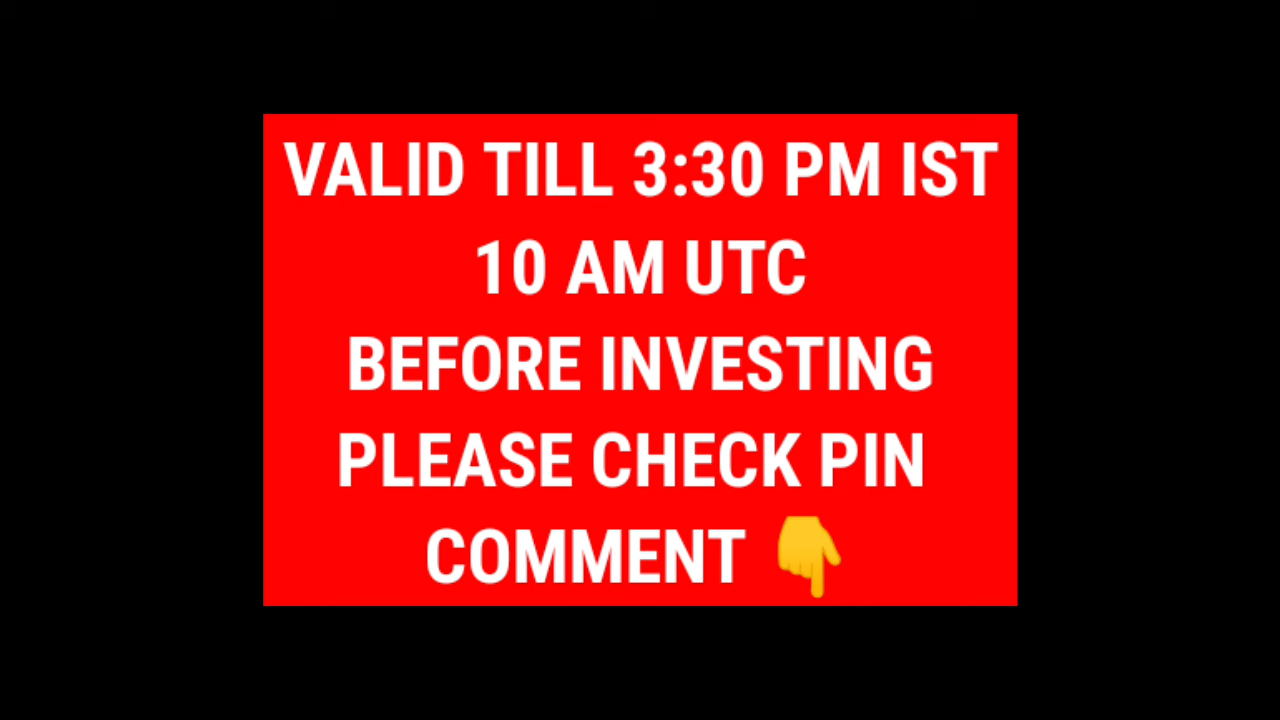 VALID TILL 3:30 PM IST
10 AM UTC
BEFORE INVESTING
PLEASE CHECK PIN
COMMENT 👇